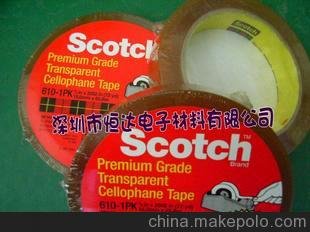 Scotch
Scotch
Premium Grade
Transparent
Cellophane Tape
610-1PK
深圳市恒达电子材料有限公司
Scotch™
Brand
Premium Grade
Transparent
Cellophane Tape
610-1PK
china.makepolo.com